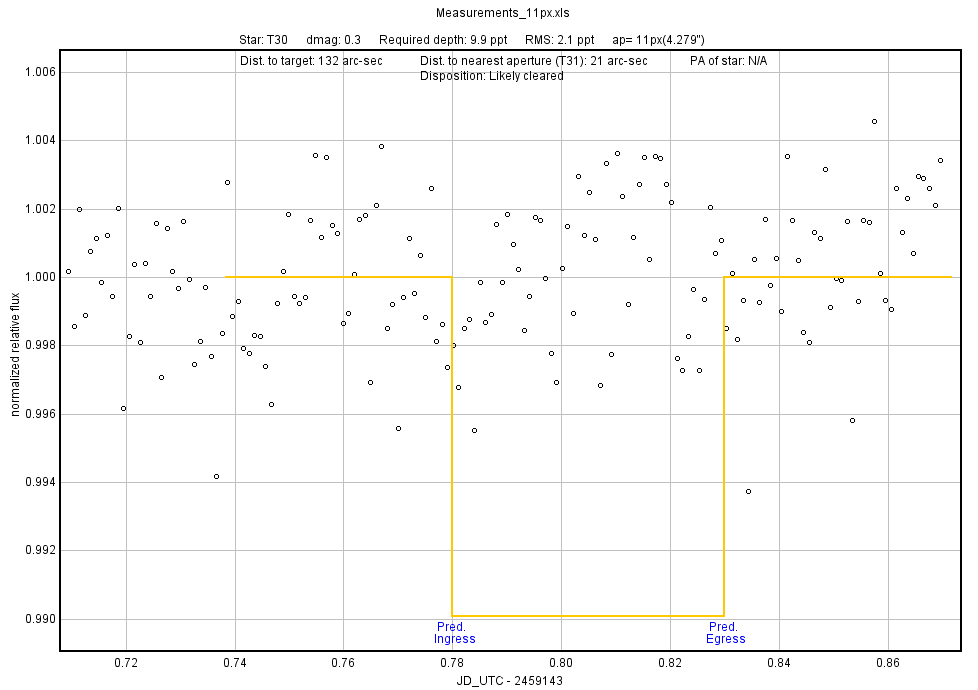 Measurements_11px.xls
Star: T30 dmag: 0.3 Required depth: 9.9 ppt RMS: 2.1 ppt ap= 11px(4.279")
Dist. to target: 132 arc-sec Dist. to nearest aperture (T31): 21 arc-sec PA of star: N/A
Disposition: Likely cleared
1.006
1.004
1.002
1.000
0.998
0.996
0.994
0.992
0.990
normalized relative flux
Pred.
Ingress
Pred.
Egress
0.72 0.74 0.76 0.78 0.80 0.82 0.84 0.86
JD_UTC - 2459143